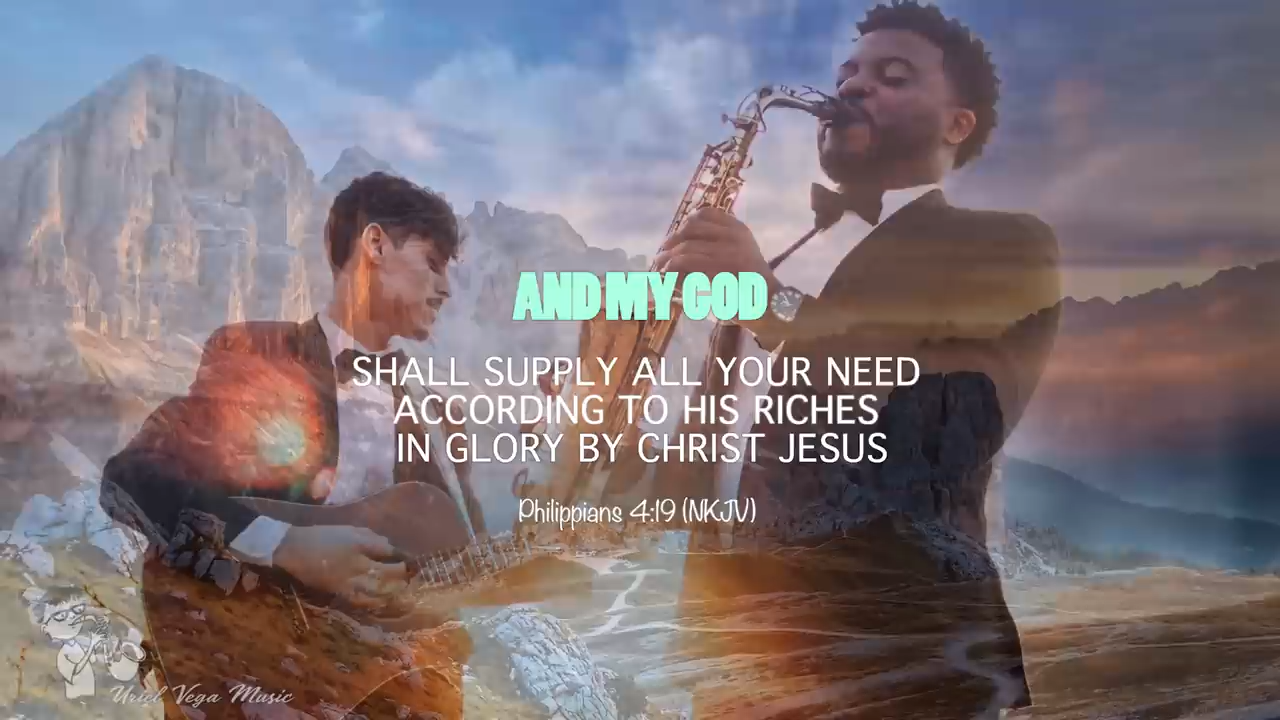 AND MY GOD
SHALL SUPPLY ALL YOUR NEED
ACCORDING TO HIS RICHES
IN GLORY BY CHRIST JESUS
Philippians 4:19 (NKJV)
Uriel Vega Music